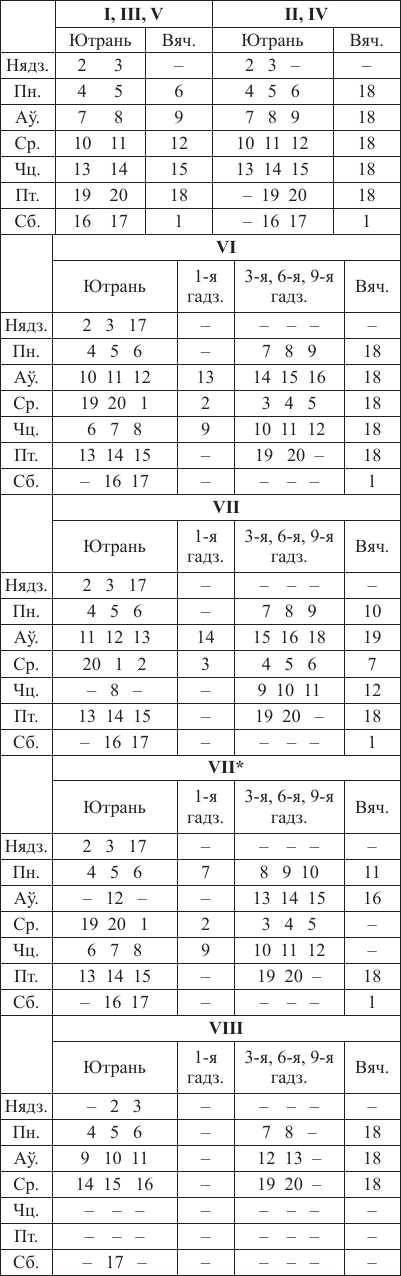 I, III, V II, IV
Ютрань Вяч. Ютрань Вяч.
Нядз. 2 3 – 2 3 – –
Пн. 4 5 6 4 5 6 18
Аў. 7 8 9 7 8 9 18
Ср. 10 11 12 10 11 12 18
Чц. 13 14 15 13 14 15 18
Пт. 19 20 18 – 19 20 18
Сб. 16 17 1 – 16 17 1
VI
Ютрань 1-я гадз. 3-я, 6-я, 9-я гадз. Вяч.
Нядз. 2 3 17 – – – – –
Пн. 4 5 6 – 7 8 9 18
Аў. 10 11 12 13 14 15 16 18
Ср. 19 20 1 2 3 4 5 18
Чц. 6 7 8 9 10 11 12 18
Пт. 13 14 15 – 19 20 – 18
Сб. – 16 17 – – – – 1
VII
Ютрань 1-я гадз. 3-я, 6-я, 9-я гадз. Вяч.
Нядз. 2 3 17 – – – – –
Пн. 4 5 6 – 7 8 9 10
Аў. 11 12 13 14 15 16 18 19
Ср. 20 1 2 3 4 5 6 7
Чц. – 8 – – 9 10 11 12
Пт. 13 14 15 – 19 20 – 18
Сб. – 16 17 – – – – 1
VII*
Ютрань 1-я гадз. 3-я, 6-я, 9-я гадз. Вяч.
Нядз. 2 3 17 – – – – –
Пн. 4 5 6 7 8 9 10 11
Аў. – 12 – – 13 14 15 16
Ср. 19 20 1 2 3 4 5 –
Чц. 6 7 8 9 10 11 12 –
Пт. 13 14 15 – 19 20 – 18
Сб. – 16 17 – – – – 1
VIII
Ютрань 1-я гадз. 3-я, 6-я, 9-я гадз. Вяч.
Нядз. – 2 3 – – – – –
Пн. 4 5 6 – 7 8 – 18
Аў. 9 10 11 – 12 13 – 18
Ср. 14 15 16 – 19 20 – 18
Чц. – – – – – – – –
Пт. – – – – – – – –
Сб. – 17 – – – – – –